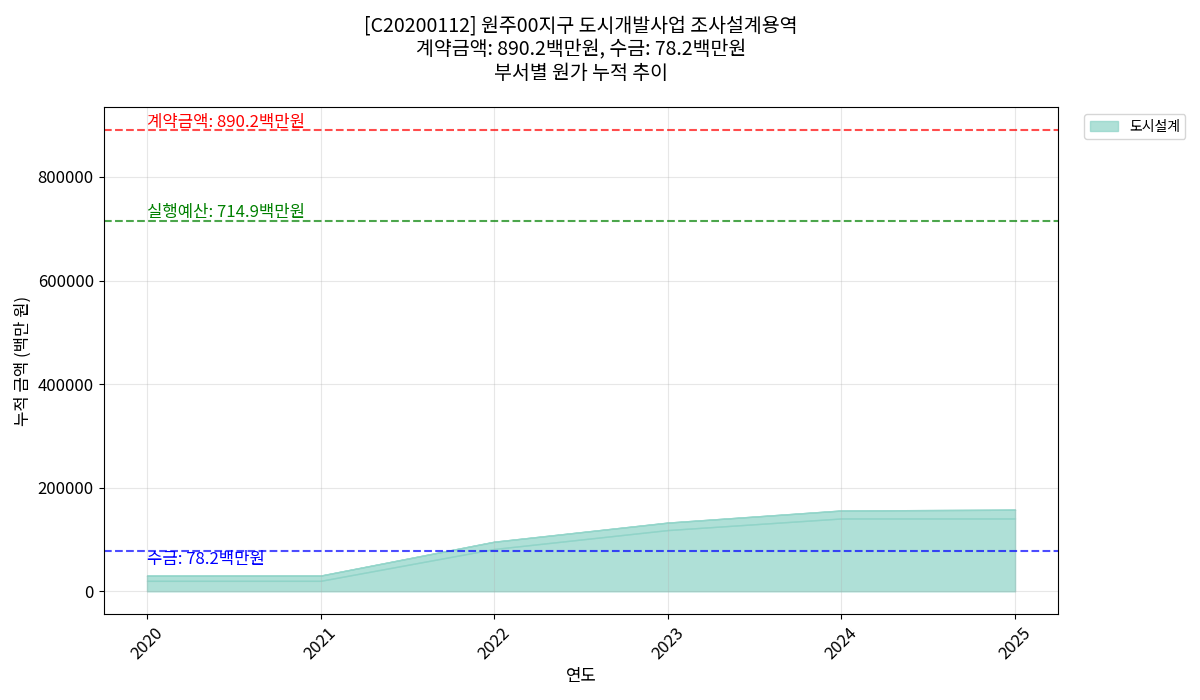 [C20200112] 원주00지구 도시개발사업 조사설계용역
계약금액: 890.2백만원, 수금: 78.2백만원
부서별 원가 누적 추이
계약금액: 890.2백만원
도시설계
800000
실행예산: 714.9백만원
600000
누적 금액 (백만 원)
400000
200000
수금: 78.2백만원
0
2020
2021
2022
2023
2024
2025
연도